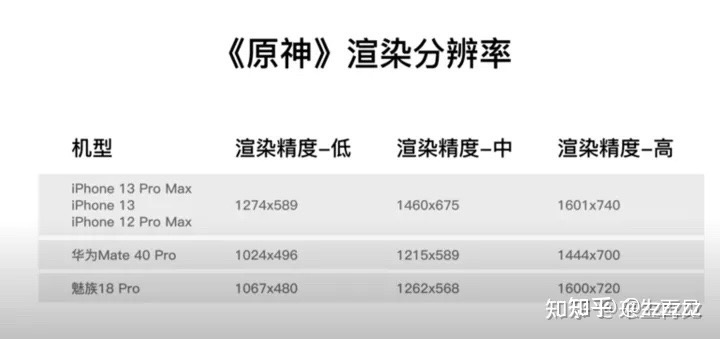 《原神》渲染分辨率
机型 渲染精度-低 渲染精度-中 渲染精度-高
iPhone 13 Pro Max
iPhone 13 1274x589 1460x675 1601x740
iPhone 12 Pro Max
华为Mate 40 Pro 1024x496 1215x589 1444x700
魅族18 Pro 1067x480 1262x568 1600x720
知乎